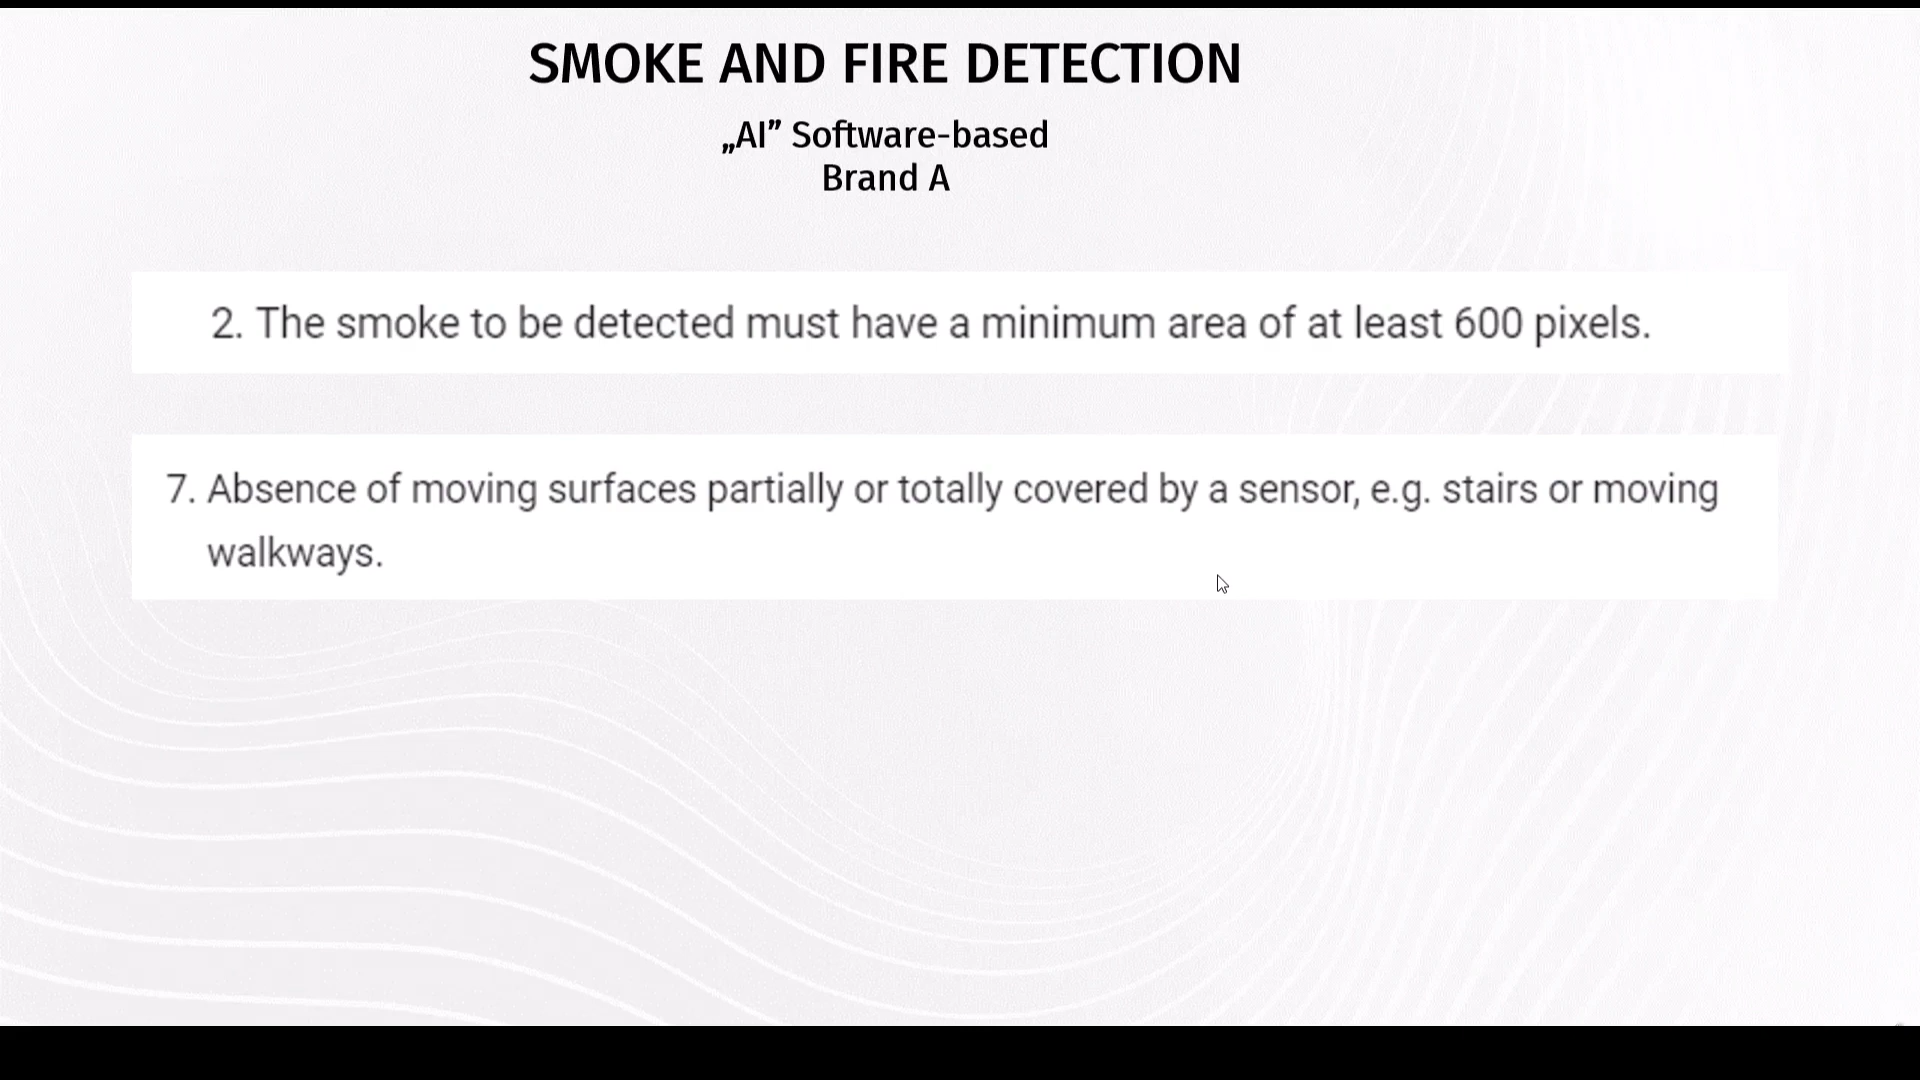 SMOKE AND FIRE DETECTION
„AI” Software-based
Brand A
2. The smoke to be detected must have a minimum area of at least 600 pixels.
7. Absence of moving surfaces partially or totally covered by a sensor, e.g. stairs or moving
walkways.